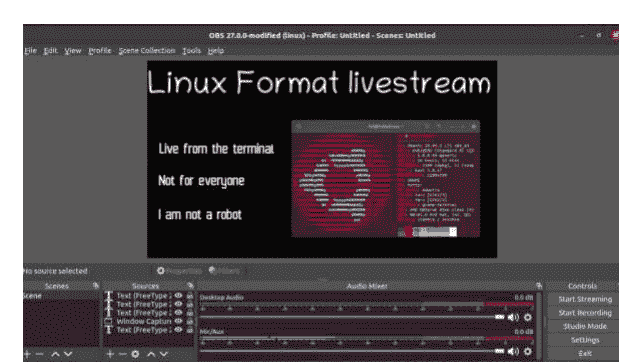 OBS 27.0.0-modified (linux) - Profile: Untitled - Scenes: Untitled
File Edit View Profile Scene Collection Tools Help
Linux Format livestream
Live from the terminal
Not for everyone
I am not a robot
No source selected
Properties Filters
Scenes Sources Audio Mixer Controls
Scene
Text (FreeType 2
Text (FreeType 2
Text (FreeType 2
Window Captur
Text (FreeType 2
Desktop Audio 0.0 dB
Mic/Aux 0.0 dB
Start Streaming
Start Recording
Studio Mode
Settings
Exit